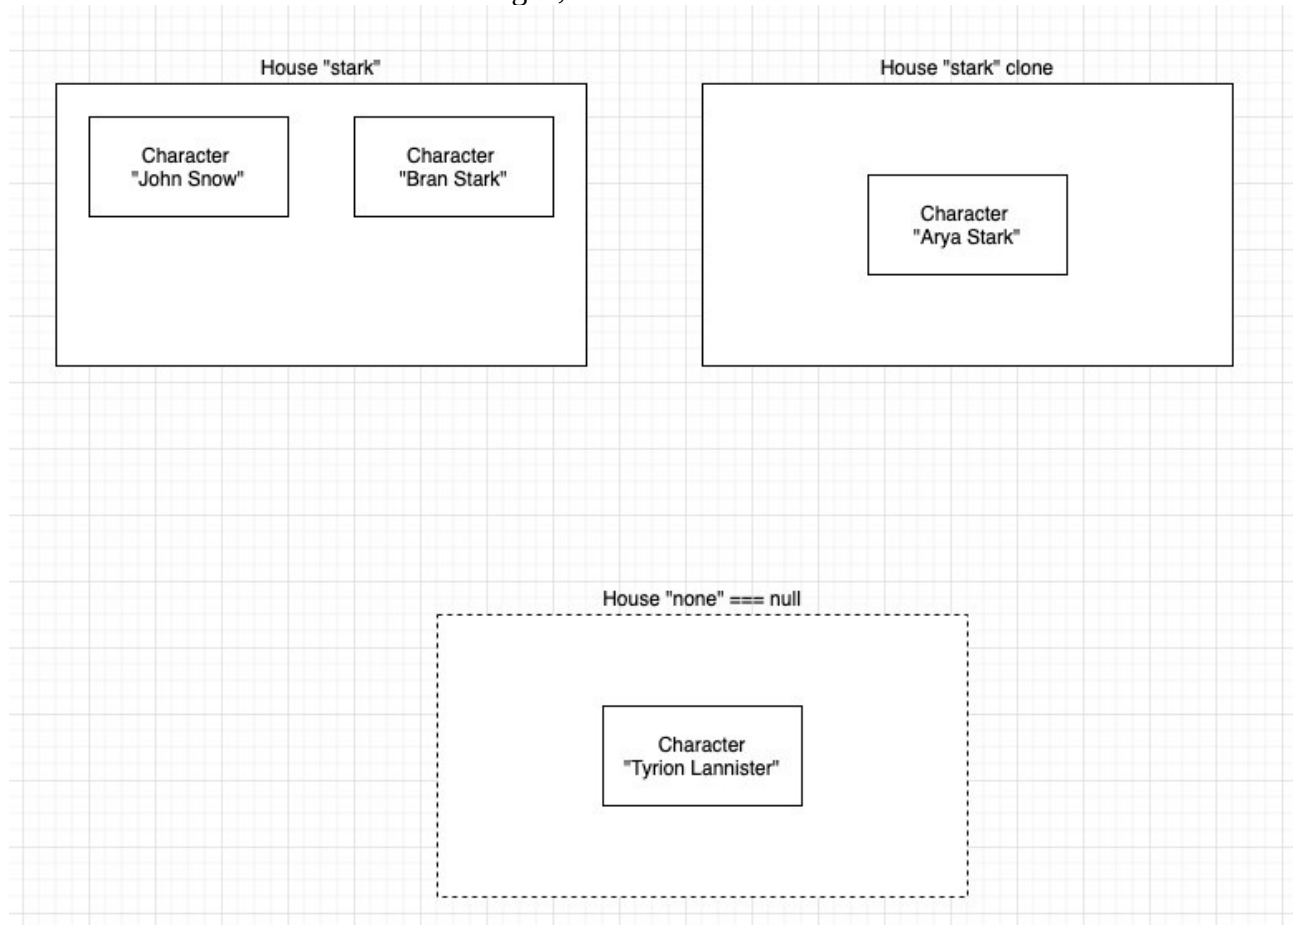 House "stark"
House "stark" clone
Character
"John Snow"
Character
"Bran Stark"
Character
"Arya Stark"
House "none" === null
Character
"Tyrion Lannister"